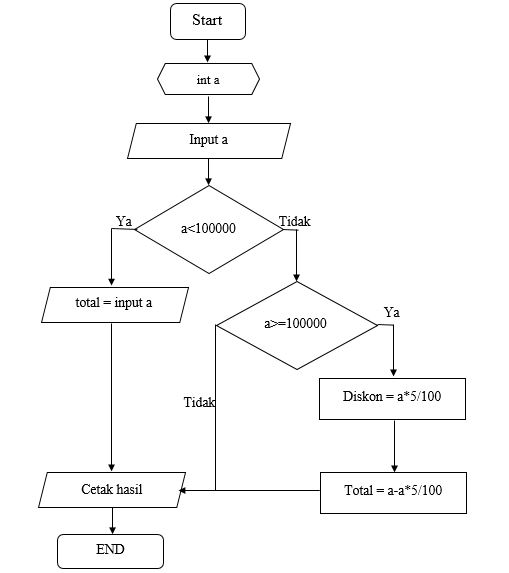 Start
int a
Input a
a<100000
Ya
Tidak
total = input a
a>=100000
Ya
Diskon = a*5/100
Tidak
Cetak hasil
Total = a-a*5/100
END